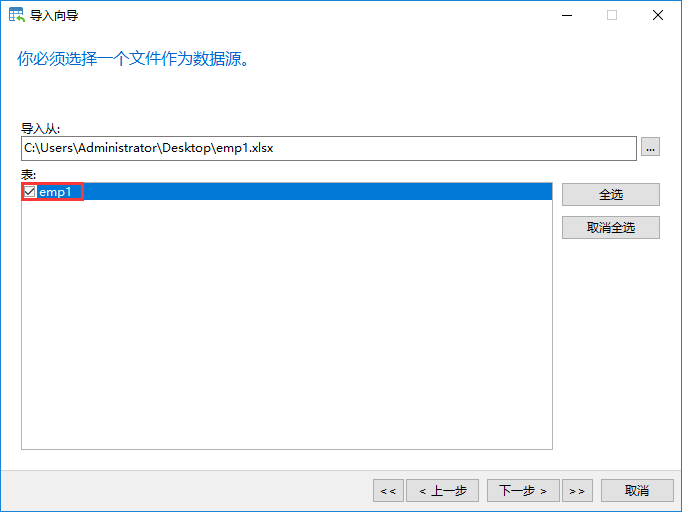 导入向导
你必须选择一个文件作为数据源。
导入从:
C:\Users\Administrator\Desktop\emp1.xlsx
...
表:
emp1
全选
取消全选
<<
< 上一步
下一步 >
>>
取消